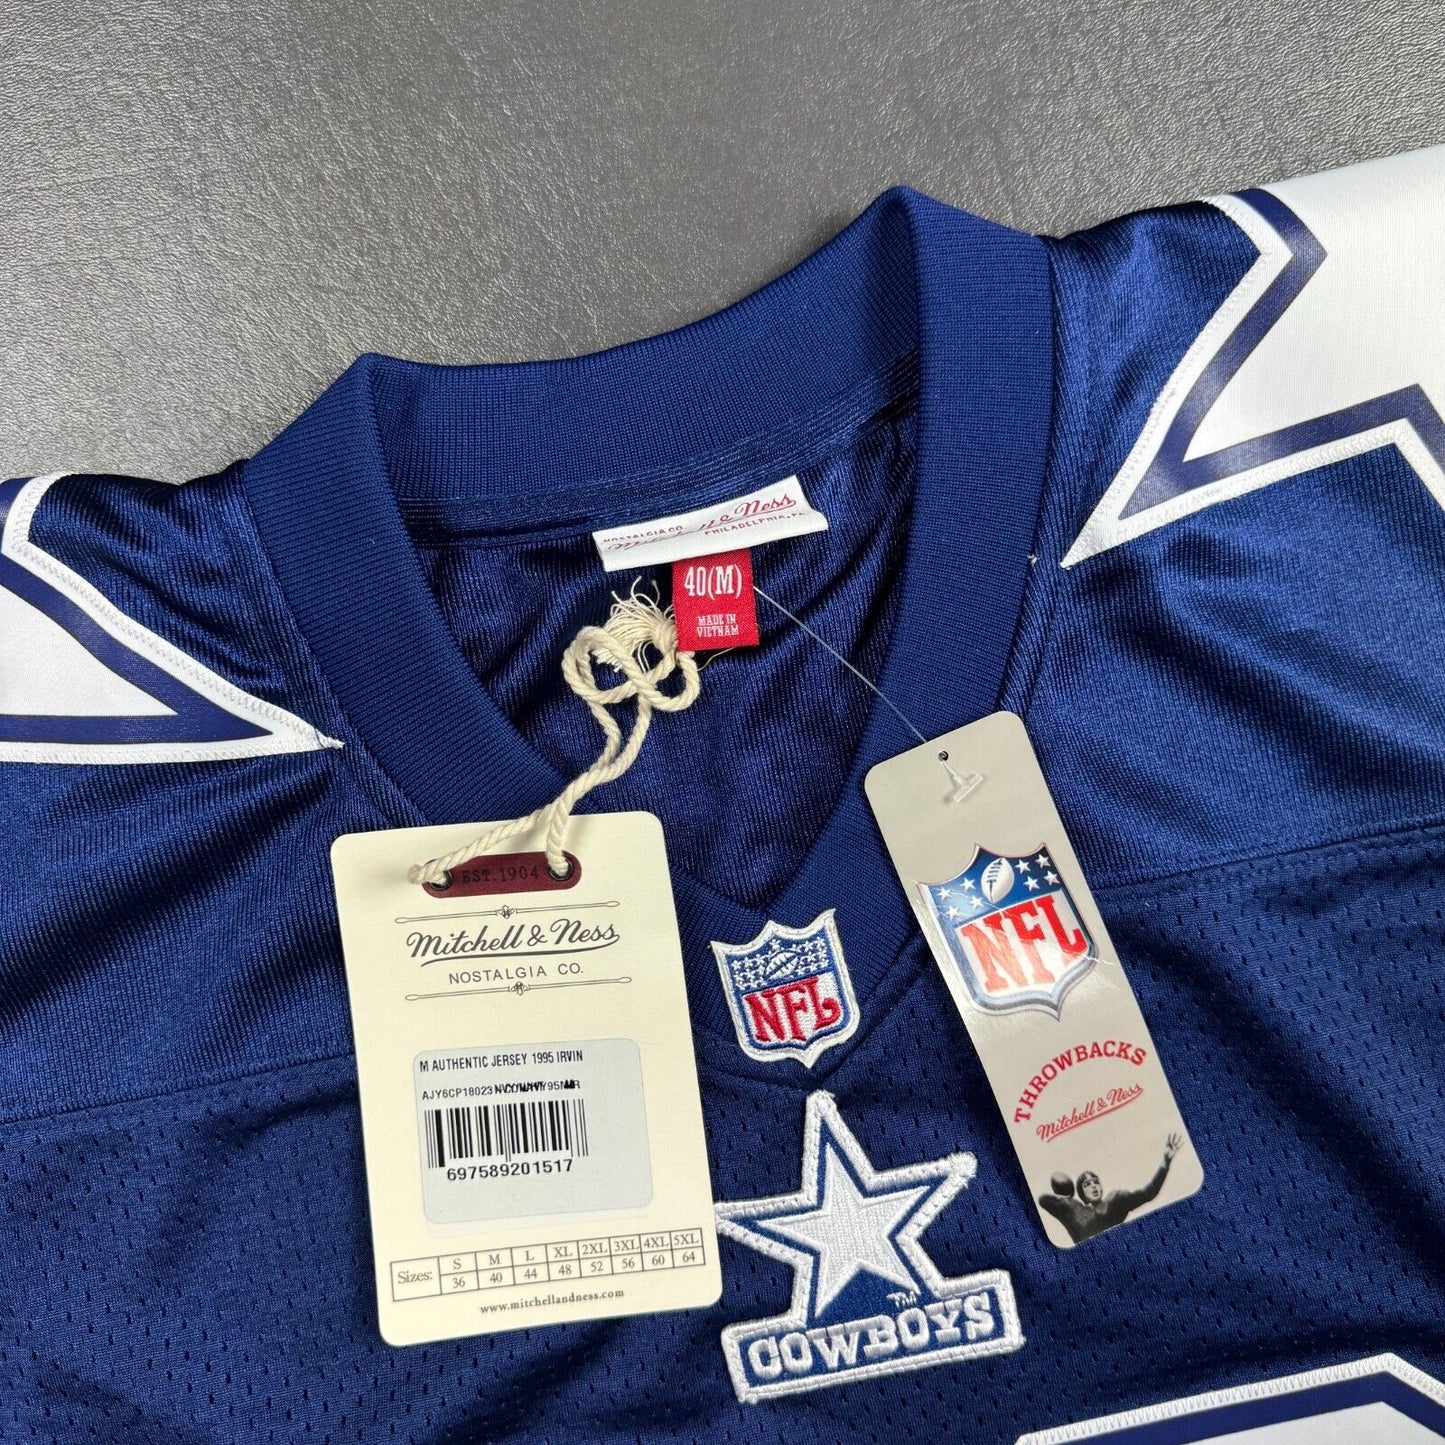 Mitchell & Ness
NOSTALGIA CO.
PHILADELPHIA, PA.
40(M)
MADE IN
VIETNAM
EST. 1904
Mitchell & Ness
NOSTALGIA CO.
M AUTHENTIC JERSEY 1995 IRVIN
AJY6CP18023
697589201517
Sizes: S M L XL 2XL 3XL 4XL 5XL
36 40 44 48 52 56 60 64
www.mitchellandness.com
NFL
NFL
THROWBACKS
Mitchell & Ness
TM
COWBOYS